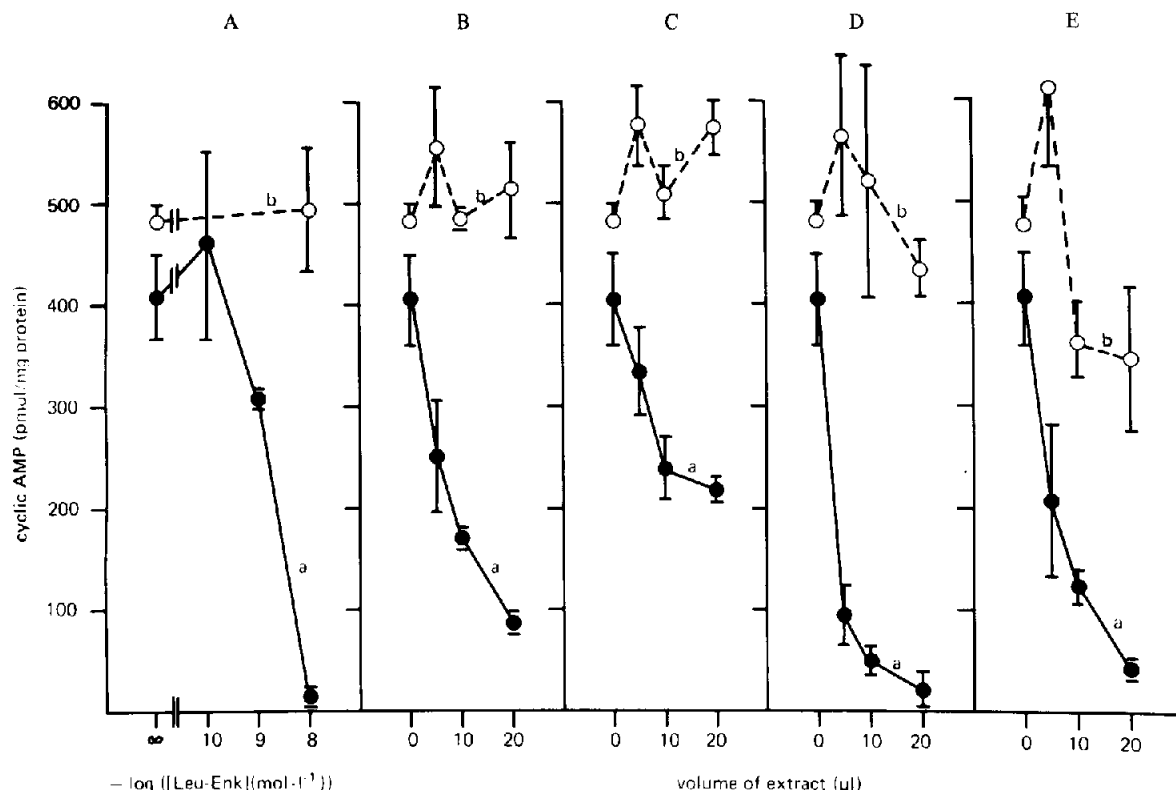 A B C D E
600
500
400
300
200
100
cyclic AMP (pmol/mg protein)
b b b b b
a a a a a
∞ 10 9 8 0 10 20 0 10 20 0 10 20 0 10 20
– log ([Leu-Enk](mol·l⁻¹)) volume of extract (µl)